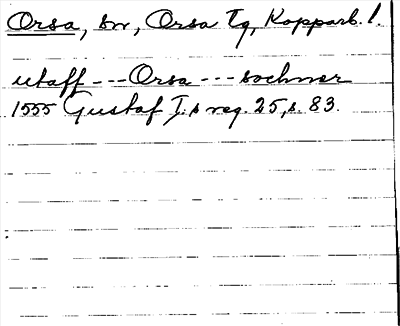 Orsa, sn, Orsa Tg, Kopparb. l.
utaff --- Orsa --- sochner
1555 Gustaf I.s reg. 25, s. 83.